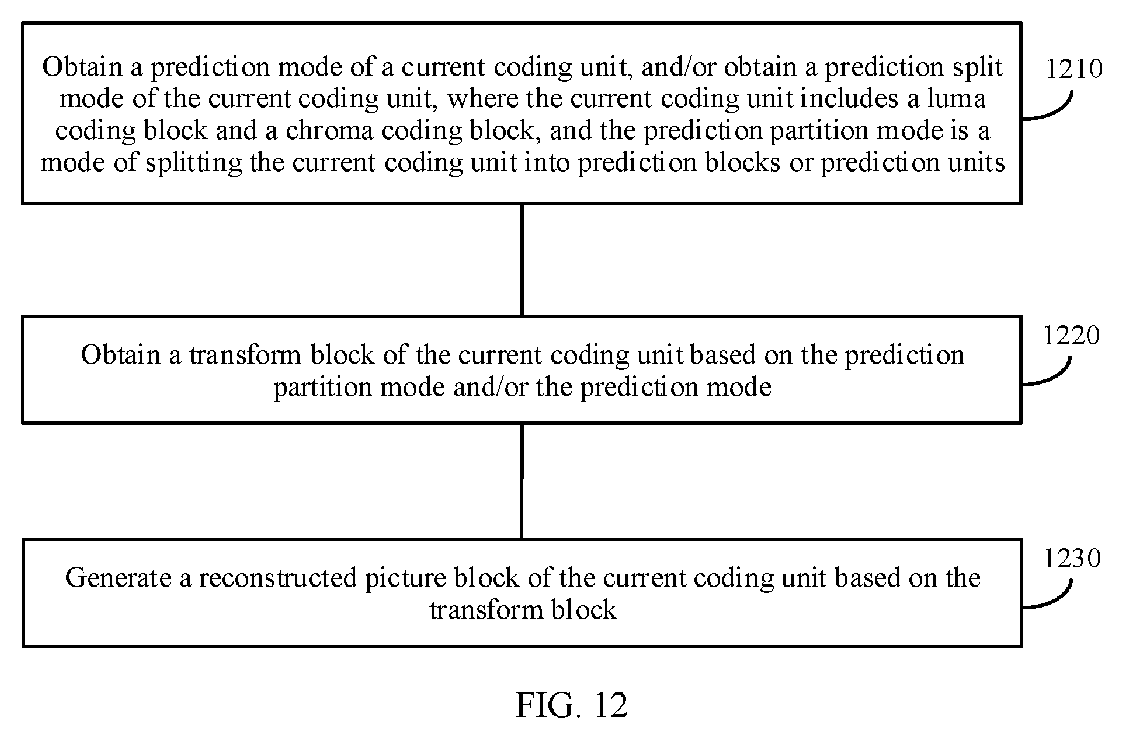 Obtain a prediction mode of a current coding unit, and/or obtain a prediction split
mode of the current coding unit, where the current coding unit includes a luma
coding block and a chroma coding block, and the prediction partition mode is a
mode of splitting the current coding unit into prediction blocks or prediction units
1210
Obtain a transform block of the current coding unit based on the prediction
partition mode and/or the prediction mode
1220
Generate a reconstructed picture block of the current coding unit based on the
transform block
1230
FIG. 12